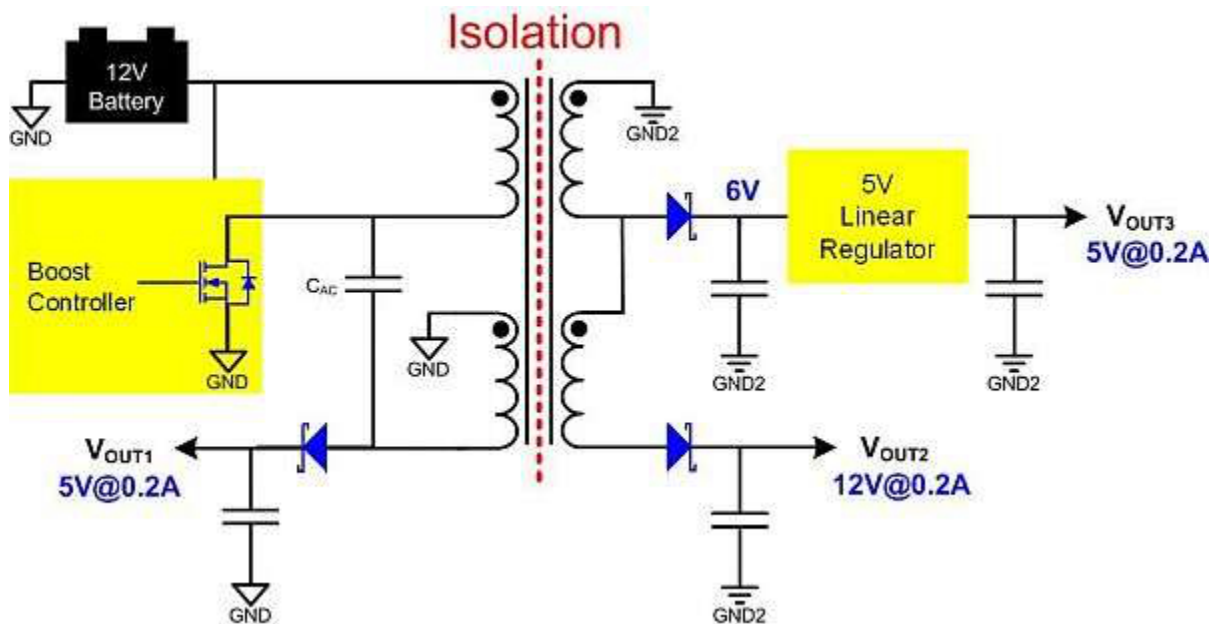 Isolation
12V
Battery
GND
GND2
6V
5V
Linear
Regulator
VOUT3
5V@0.2A
Boost
Controller
CAC
GND
GND
GND2
GND2
VOUT1
5V@0.2A
VOUT2
12V@0.2A
GND
GND2